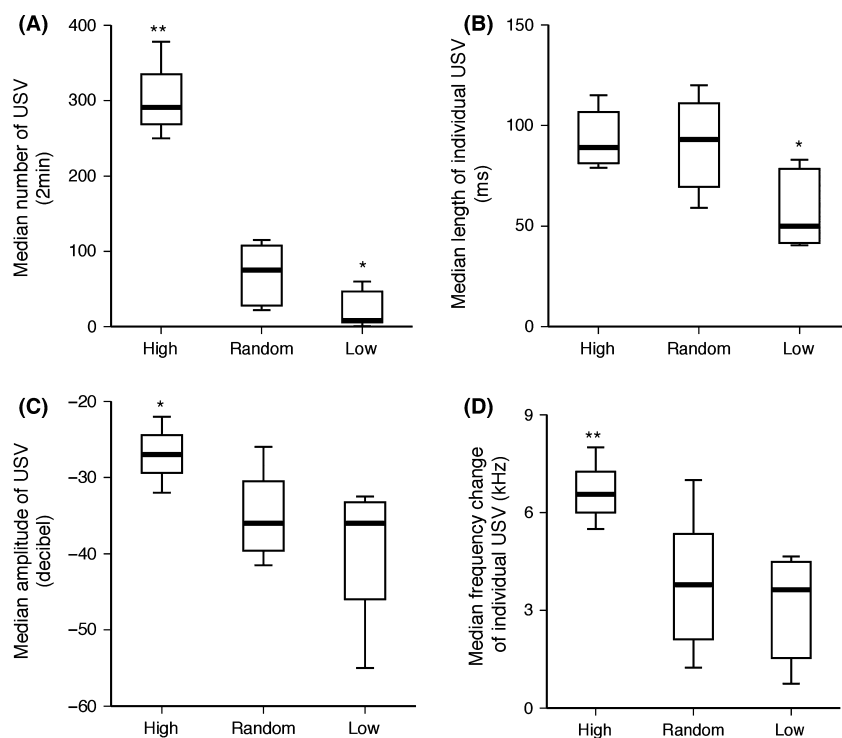 (A)
Median number of USV
(2min)
400
300
200
100
0
**
*
High
Random
Low
(B)
Median length of individual USV
(ms)
150
100
50
0
*
High
Random
Low
(C)
Median amplitude of USV
(decibel)
−20
−30
−40
−50
−60
*
High
Random
Low
(D)
Median frequency change
of individual USV (kHz)
9
6
3
0
**
High
Random
Low